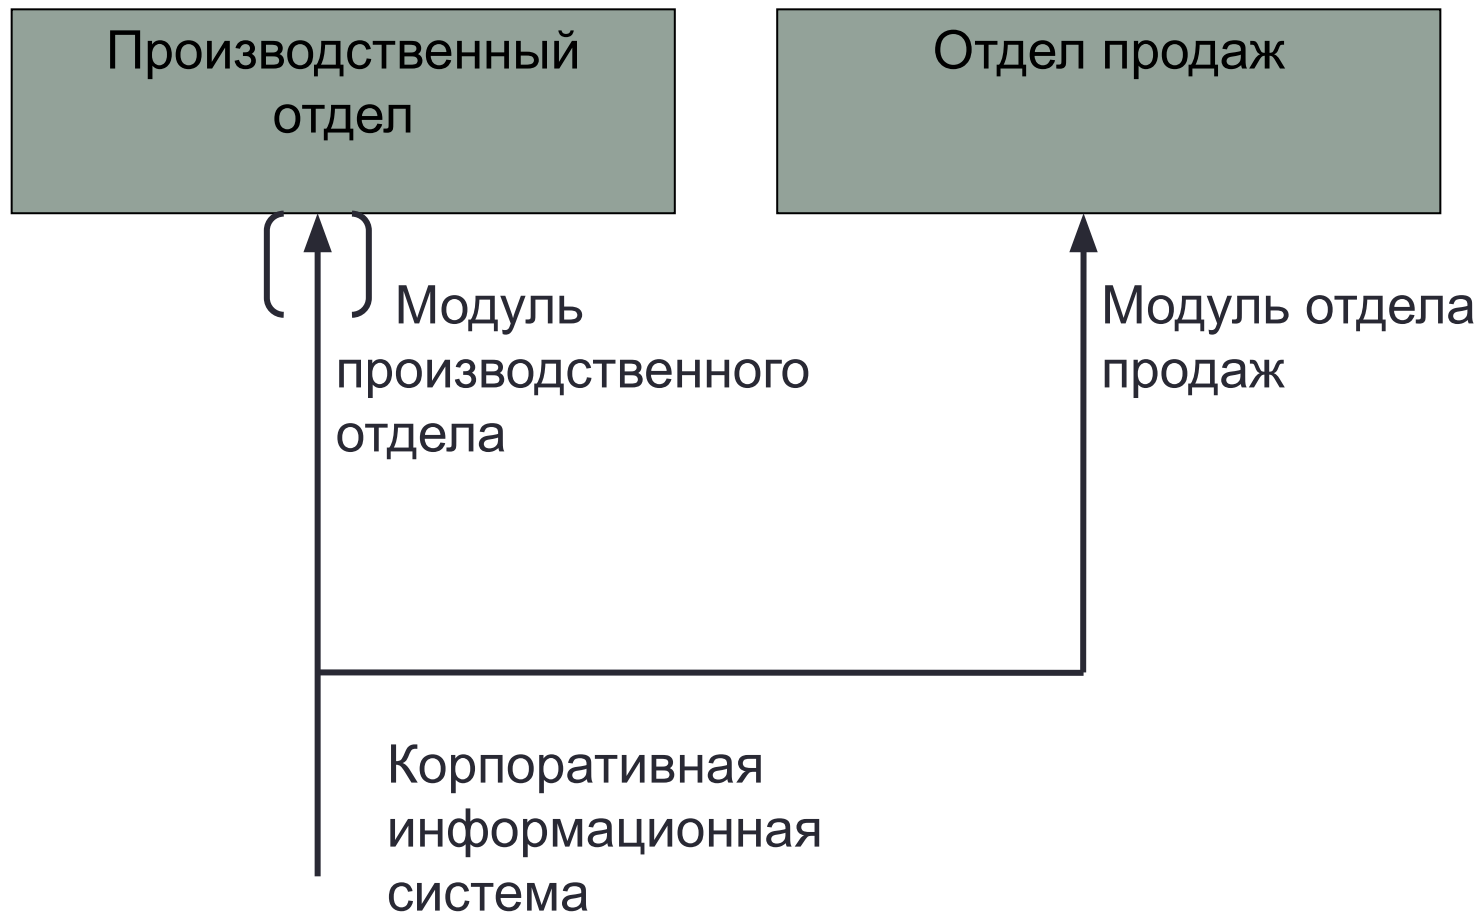 Производственный
отдел
Отдел продаж
Модуль
производственного
отдела
Модуль отдела
продаж
Корпоративная
информационная
система